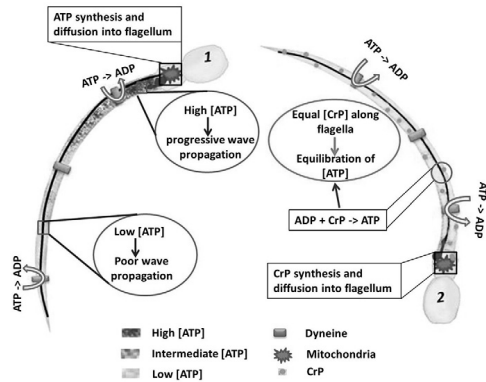 ATP synthesis and
diffusion into flagellum
1
ATP -> ADP
High [ATP]
progressive wave
propagation
Low [ATP]
Poor wave
propagation
ATP -> ADP
ATP -> ADP
Equal [CrP] along
flagella
Equilibration of
[ATP]
ADP + CrP -> ATP
ATP -> ADP
CrP synthesis and
diffusion into flagellum
2
High [ATP]
Intermediate [ATP]
Low [ATP]
Dyneine
Mitochondria
CrP